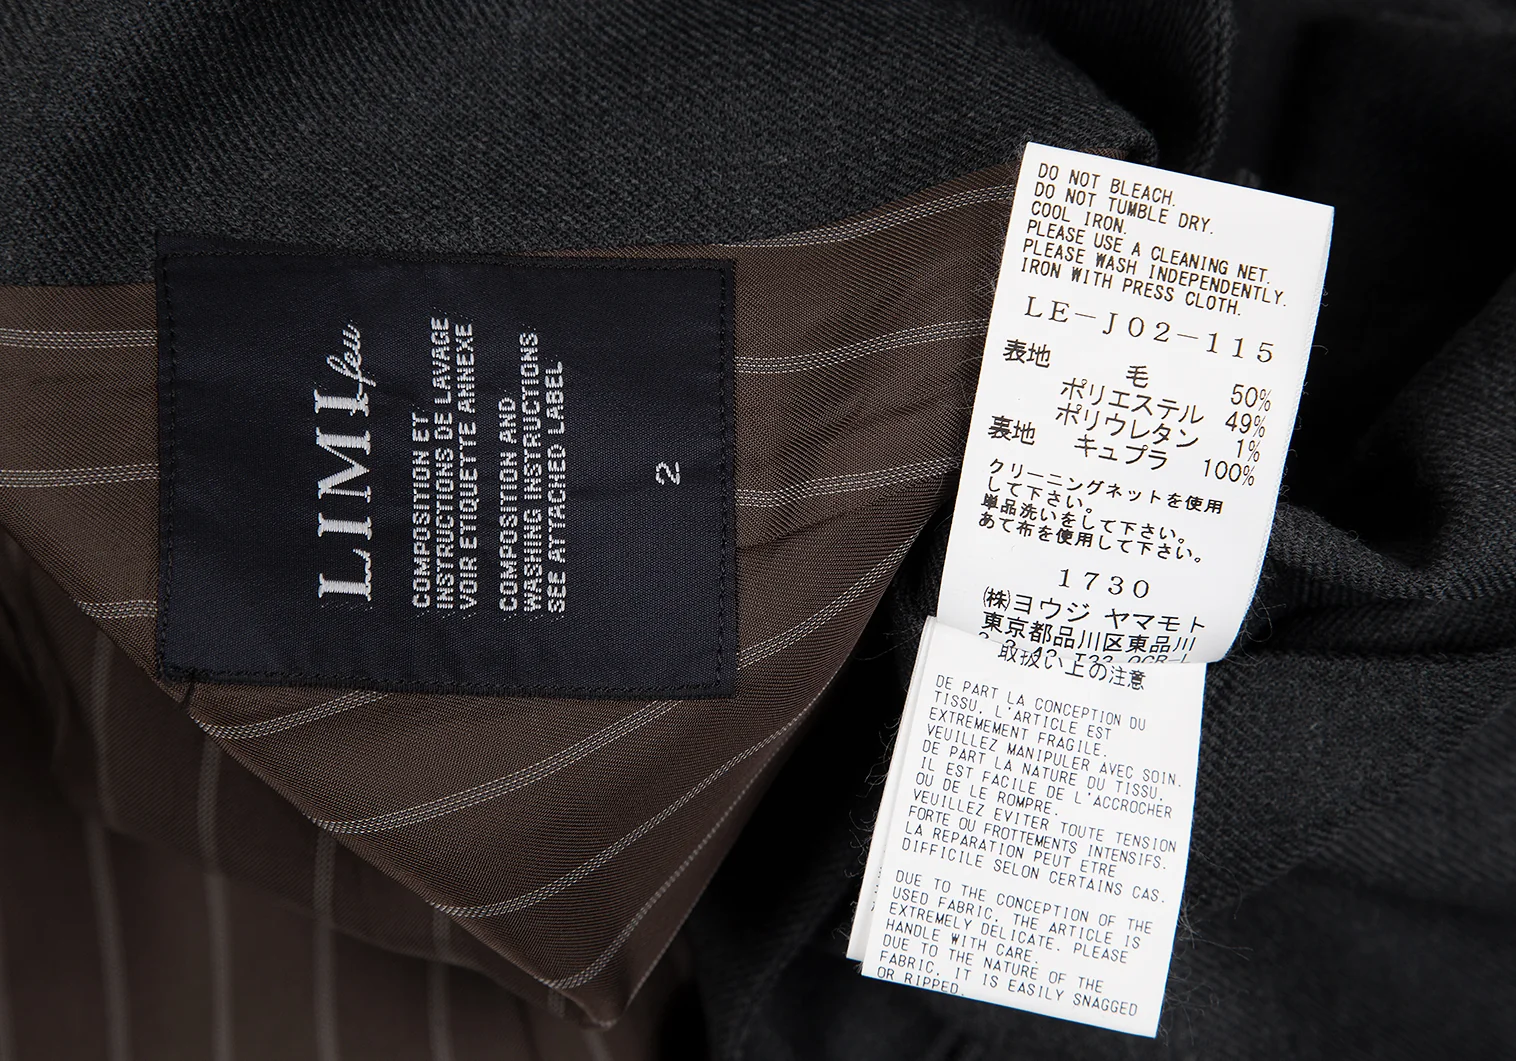 LIMI feu
COMPOSITION ET
INSTRUCTIONS DE LAVAGE
VOIR ETIQUETTE ANNEXE
COMPOSITION AND
WASHING INSTRUCTIONS
SEE ATTACHED LABEL
2
DO NOT BLEACH.
DO NOT TUMBLE DRY.
COOL IRON.
PLEASE USE A CLEANING NET.
PLEASE WASH INDEPENDENTLY.
IRON WITH PRESS CLOTH.
LE-J02-115
表地
毛 50%
ポリエステル 49%
ポリウレタン 1%
裏地 キュプラ 100%
クリーニングネットを使用
して下さい。
単品洗いをして下さい。
あて布を使用して下さい。
1730
㈱ヨウジ ヤマモト
東京都品川区東品川
取扱い上の注意
DE PART LA CONCEPTION DU
TISSU, L'ARTICLE EST
EXTREMEMENT FRAGILE.
VEUILLEZ MANIPULER AVEC SOIN.
DE PART LA NATURE DU TISSU,
IL EST FACILE DE L'ACCROCHER
OU DE LE ROMPRE.
VEUILLEZ EVITER TOUTE TENSION
FORTE OU FROTTEMENTS INTENSIFS.
LA REPARATION PEUT ETRE
DIFFICILE SELON CERTAINS CAS.
DUE TO THE CONCEPTION OF THE
USED FABRIC, THE ARTICLE IS
EXTREMELY DELICATE. PLEASE
HANDLE WITH CARE.
DUE TO THE NATURE OF THE
FABRIC, IT IS EASILY SNAGGED
OR RIPPED.